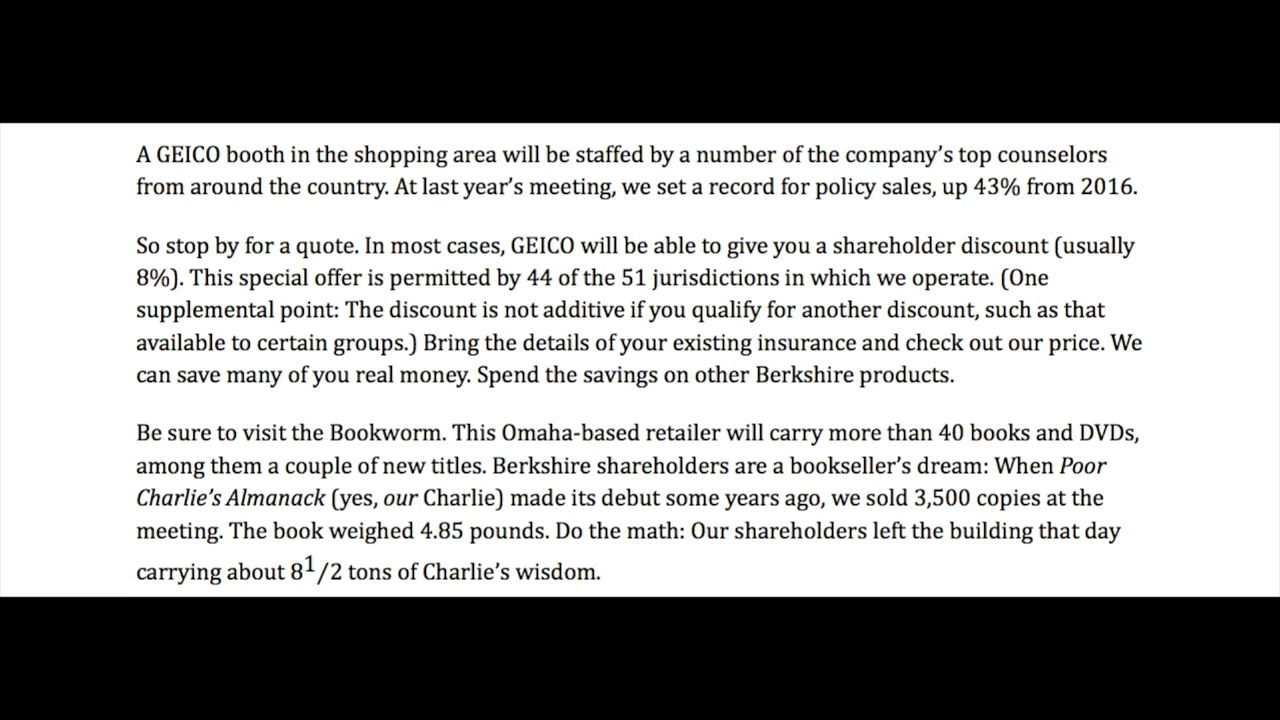 A GEICO booth in the shopping area will be staffed by a number of the company’s top counselors
from around the country. At last year’s meeting, we set a record for policy sales, up 43% from 2016.
So stop by for a quote. In most cases, GEICO will be able to give you a shareholder discount (usually
8%). This special offer is permitted by 44 of the 51 jurisdictions in which we operate. (One
supplemental point: The discount is not additive if you qualify for another discount, such as that
available to certain groups.) Bring the details of your existing insurance and check out our price. We
can save many of you real money. Spend the savings on other Berkshire products.
Be sure to visit the Bookworm. This Omaha-based retailer will carry more than 40 books and DVDs,
among them a couple of new titles. Berkshire shareholders are a bookseller’s dream: When Poor
Charlie’s Almanack (yes, our Charlie) made its debut some years ago, we sold 3,500 copies at the
meeting. The book weighed 4.85 pounds. Do the math: Our shareholders left the building that day
carrying about 8¹/2 tons of Charlie’s wisdom.